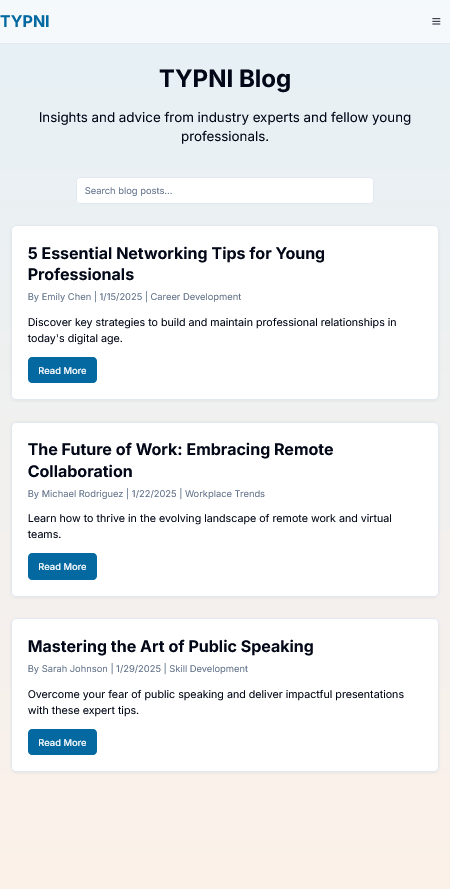 TYPNI
TYPNI Blog
Insights and advice from industry experts and fellow young
professionals.
Search blog posts...
5 Essential Networking Tips for Young
Professionals
By Emily Chen | 1/15/2025 | Career Development
Discover key strategies to build and maintain professional relationships in
today's digital age.
Read More
The Future of Work: Embracing Remote
Collaboration
By Michael Rodriguez | 1/22/2025 | Workplace Trends
Learn how to thrive in the evolving landscape of remote work and virtual
teams.
Read More
Mastering the Art of Public Speaking
By Sarah Johnson | 1/29/2025 | Skill Development
Overcome your fear of public speaking and deliver impactful presentations
with these expert tips.
Read More